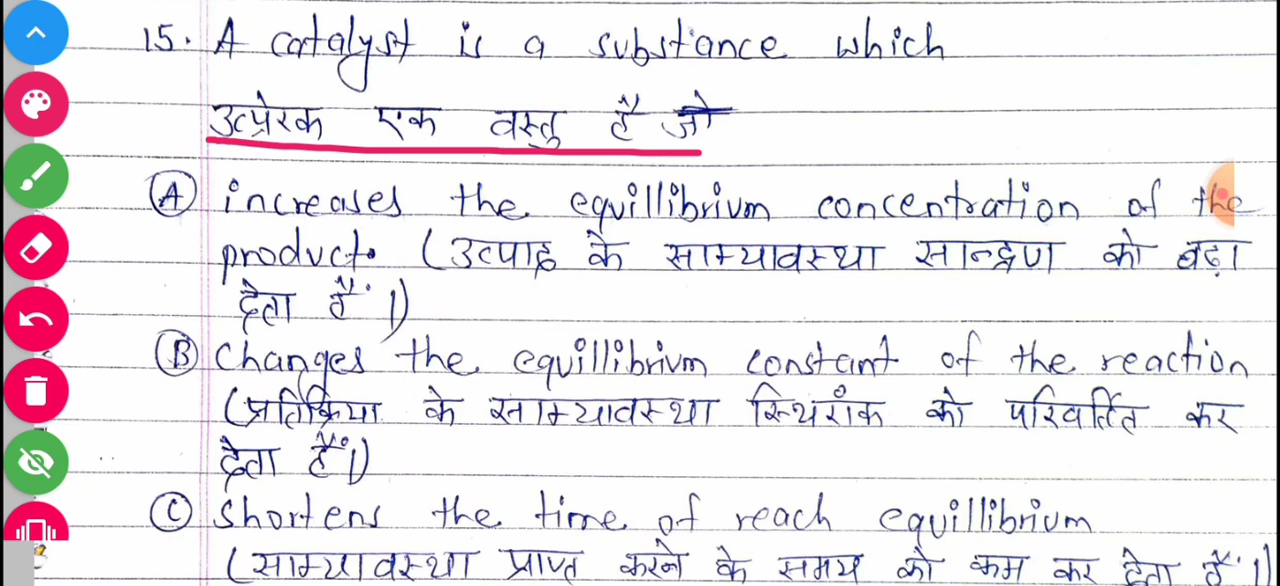 15. A catalyst is a substance which
उत्प्रेरक एक वस्तु है जो
(A) increases the equillibrium concentration of the
product. (उत्पाद के साम्यावस्था सान्द्रण को बढ़ा
देता है।)
(B) changes the equillibrium constant of the reaction
(प्रतिक्रिया के साम्यावस्था स्थिरांक को परिवर्तित कर
देता है।)
(C) shortens the time of reach equillibrium
(साम्यावस्था प्राप्त करने के समय को कम कर देता है।)